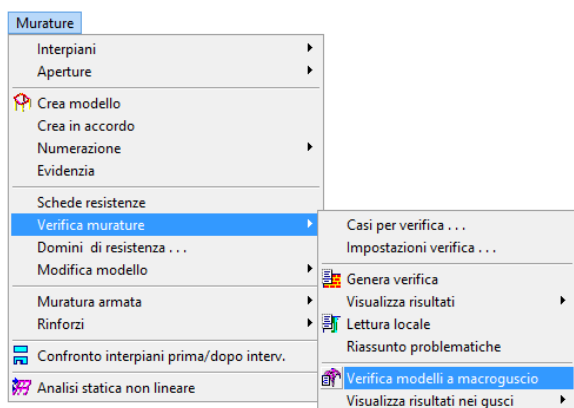 Murature
Interpiani
Aperture
Crea modello
Crea in accordo
Numerazione
Evidenzia
Schede resistenze
Verifica murature
Domini di resistenza . . .
Modifica modello
Muratura armata
Rinforzi
Confronto interpiani prima/dopo interv.
Analisi statica non lineare
Casi per verifica . . .
Impostazioni verifica . . .
Genera verifica
Visualizza risultati
Lettura locale
Riassunto problematiche
Verifica modelli a macroguscio
Visualizza risultati nei gusci